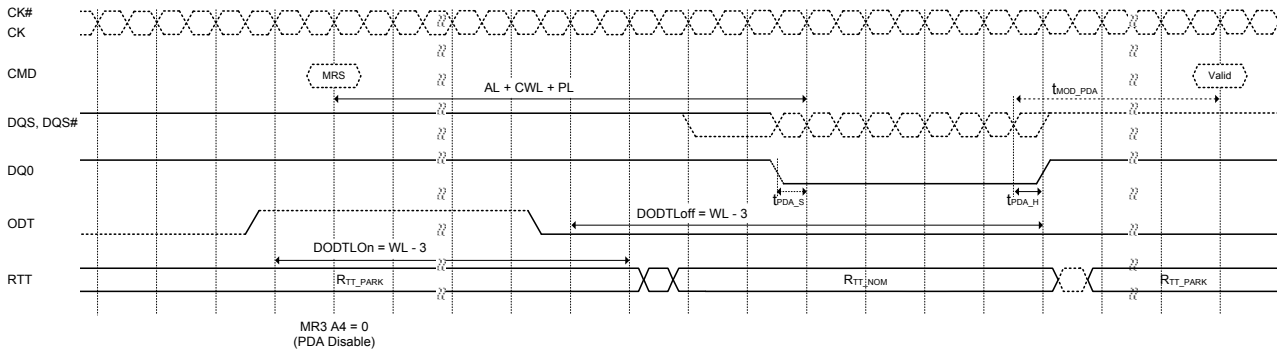 CK#
CK
CMD
MRS
Valid
AL + CWL + PL
tMOD_PDA
DQS, DQS#
DQ0
tPDA_S
tPDA_H
DODTLoff = WL - 3
ODT
DODTLOn = WL - 3
RTT
RTT_PARK
RTT_NOM
RTT_PARK
MR3 A4 = 0
(PDA Disable)